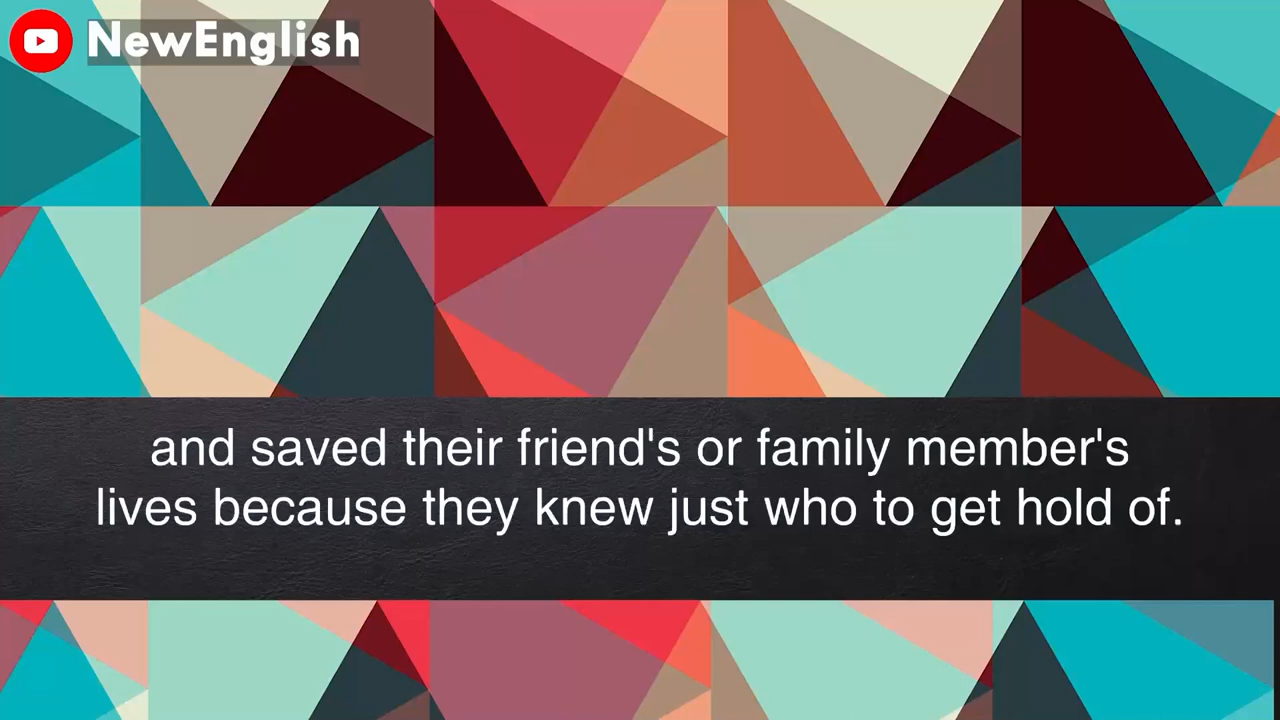 NewEnglish
and saved their friend's or family member's
lives because they knew just who to get hold of.